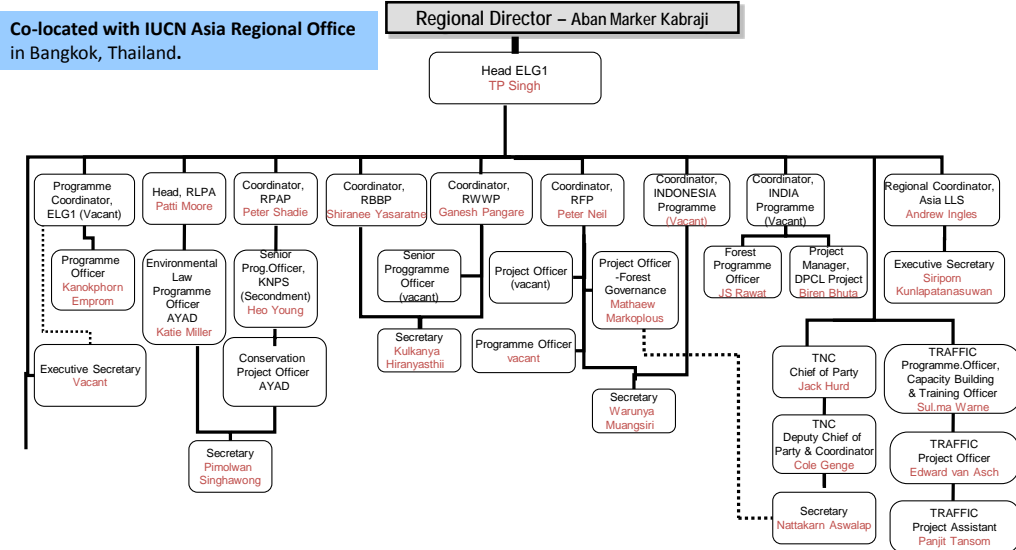 Co-located with IUCN Asia Regional Office
in Bangkok, Thailand.
Regional Director – Aban Marker Kabraji
Head ELG1
TP Singh
Programme
Coordinator,
ELG1 (Vacant)
Head, RLPA
Patti Moore
Coordinator,
RPAP
Peter Shadie
Coordinator,
RBBP
Shiranee Yasaratne
Coordinator,
RWWP
Ganesh Pangare
Coordinator,
RFP
Peter Neil
Coordinator,
INDONESIA
Programme
(Vacant)
Coordinator,
INDIA
Programme
(Vacant)
Regional Coordinator,
Asia LLS
Andrew Ingles
Programme
Officer
Kanokphorn
Emprom
Environmental
Law
Programme
Officer
AYAD
Katie Miller
Senior
Prog.Officer,
KNPS
(Secondment)
Heo Young
Senior
Proggramme
Officer
(vacant)
Project Officer
(vacant)
Project Officer
-Forest
Governance
Mathaew
Markoplous
Forest
Programme
Officer
JS Rawat
Project
Manager,
DPCL Project
Biren Bhuta
Executive Secretary
Siriporn
Kunlapatanasuwan
Executive Secretary
Vacant
Conservation
Project Officer
AYAD
Secretary
Kulkanya
Hiranyasthii
Programme Officer
vacant
Secretary
Warunya
Muangsiri
TNC
Chief of Party
Jack Hurd
TRAFFIC
Programme.Officer,
Capacity Building
& Training Officer
Sul.ma Warne
Secretary
Pimolwan
Singhawong
TNC
Deputy Chief of
Party & Coordinator
Cole Genge
TRAFFIC
Project Officer
Edward van Asch
Secretary
Nattakarn Aswalap
TRAFFIC
Project Assistant
Panjit Tansom